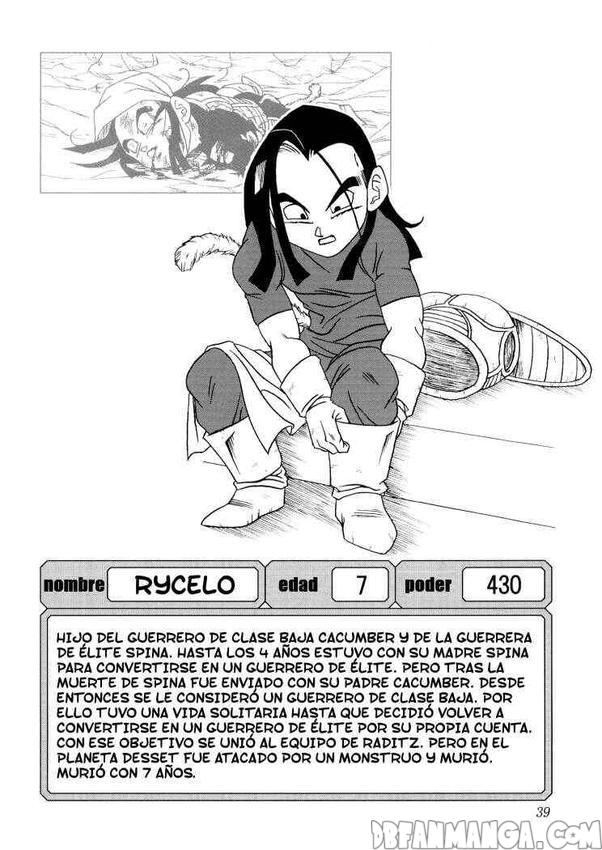 nombre RYCELO edad 7 poder 430
HIJO DEL GUERRERO DE CLASE BAJA CACUMBER Y DE LA GUERRERA
DE ÉLITE SPINA. HASTA LOS 4 AÑOS ESTUVO CON SU MADRE SPINA
PARA CONVERTIRSE EN UN GUERRERO DE ÉLITE. PERO TRAS LA
MUERTE DE SPINA FUE ENVIADO CON SU PADRE CACUMBER. DESDE
ENTONCES SE LE CONSIDERÓ UN GUERRERO DE CLASE BAJA. POR
ELLO TUVO UNA VIDA SOLITARIA HASTA QUE DECIDIÓ VOLVER A
CONVERTIRSE EN UN GUERRERO DE ÉLITE POR SU PROPIA CUENTA.
CON ESE OBJETIVO SE UNIÓ AL EQUIPO DE RADITZ. PERO EN EL
PLANETA DESSET FUE ATACADO POR UN MONSTRUO Y MURIÓ.
MURIÓ CON 7 AÑOS.
39
DBFANMANGA.COM